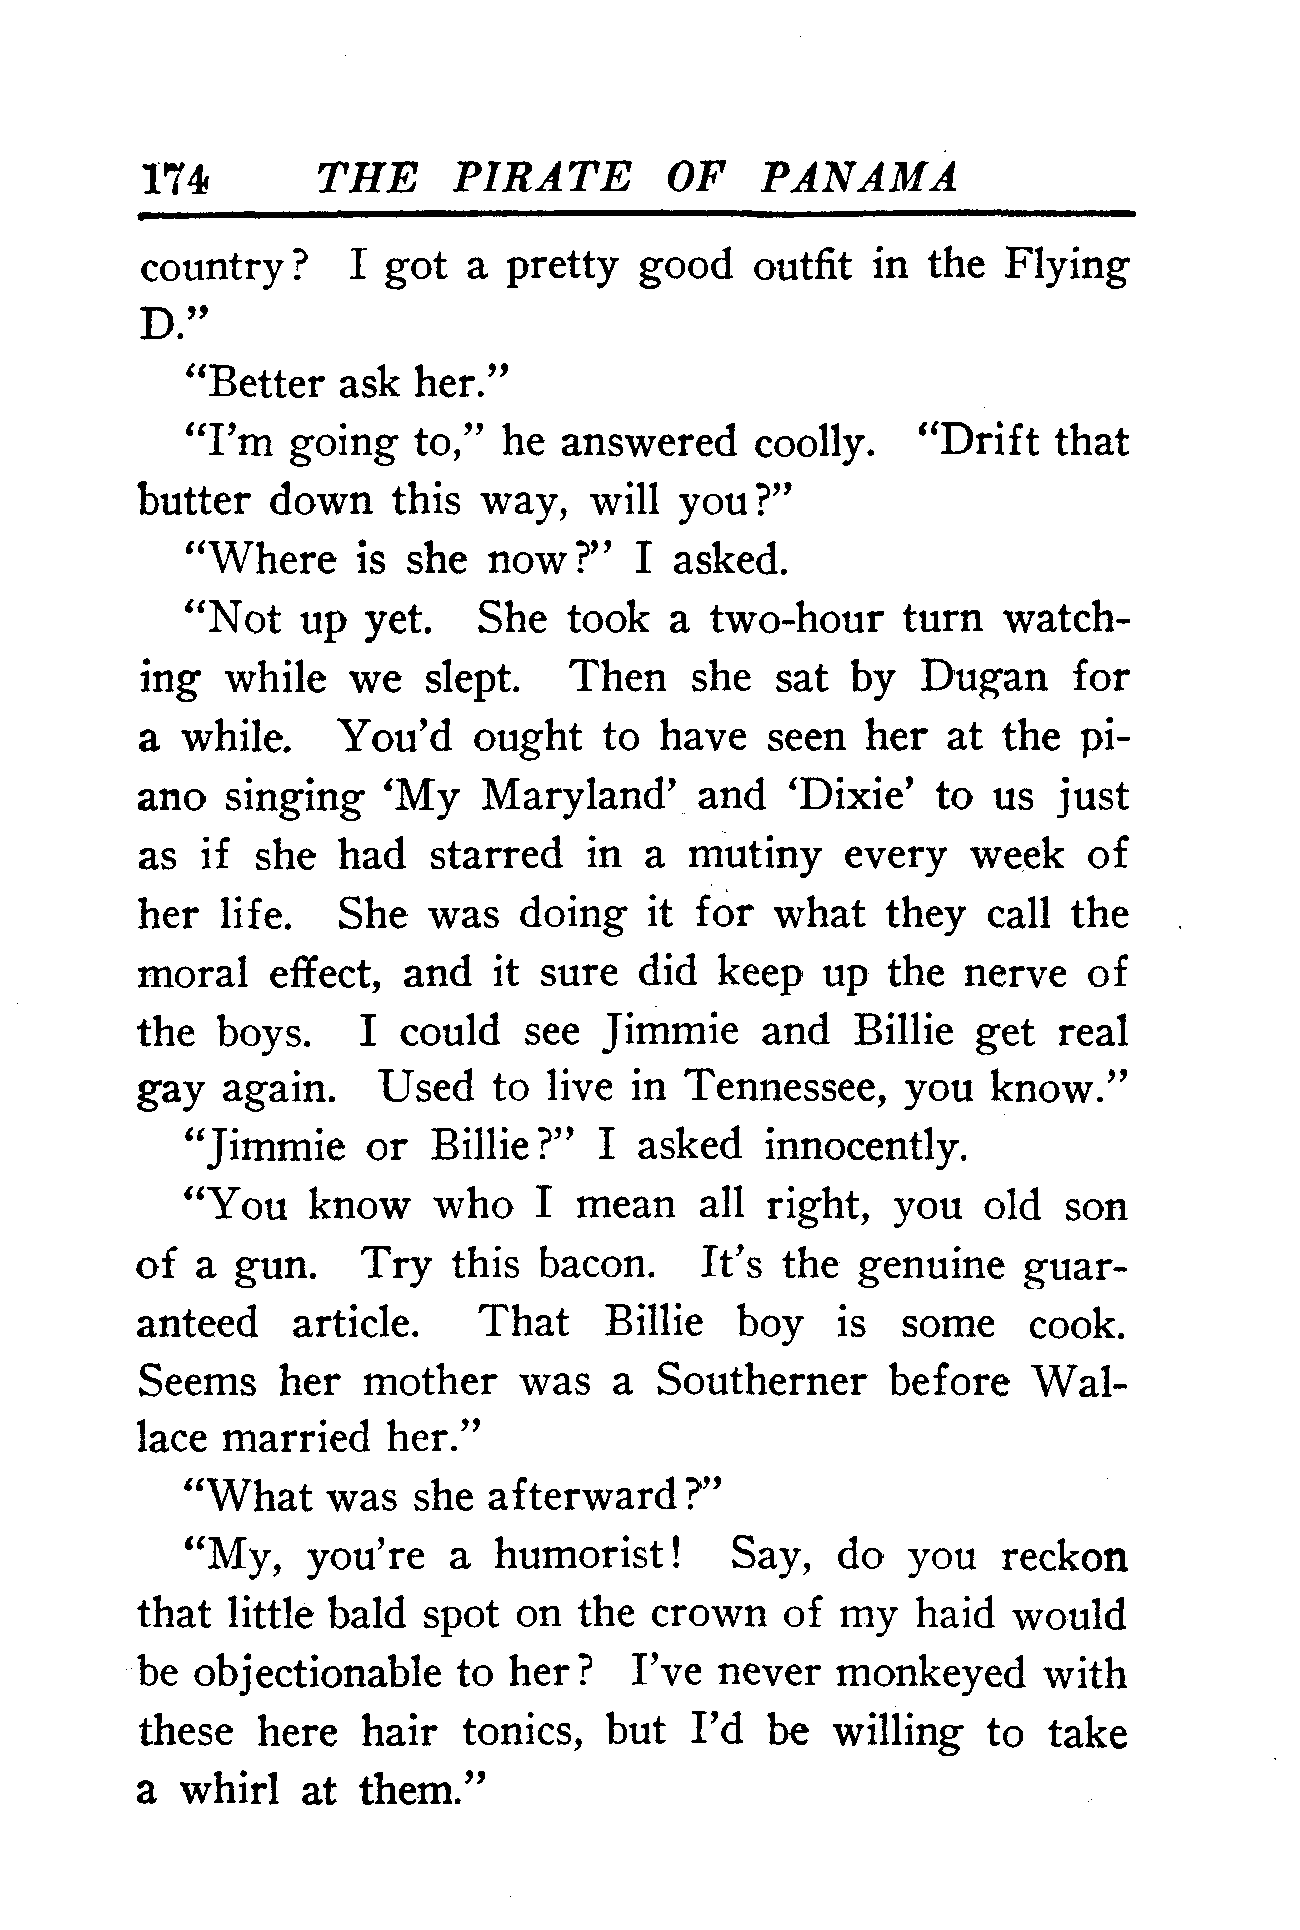 174 THE PIRATE OF PANAMA
country? I got a pretty good outfit in the Flying
D.”
“Better ask her.”
“I’m going to,” he answered coolly. “Drift that
butter down this way, will you?”
“Where is she now?” I asked.
“Not up yet. She took a two-hour turn watch-
ing while we slept. Then she sat by Dugan for
a while. You’d ought to have seen her at the pi-
ano singing ‘My Maryland’ and ‘Dixie’ to us just
as if she had starred in a mutiny every week of
her life. She was doing it for what they call the
moral effect, and it sure did keep up the nerve of
the boys. I could see Jimmie and Billie get real
gay again. Used to live in Tennessee, you know.”
“Jimmie or Billie?” I asked innocently.
“You know who I mean all right, you old son
of a gun. Try this bacon. It’s the genuine guar-
anteed article. That Billie boy is some cook.
Seems her mother was a Southerner before Wal-
lace married her.”
“What was she afterward?”
“My, you’re a humorist! Say, do you reckon
that little bald spot on the crown of my haid would
be objectionable to her? I’ve never monkeyed with
these here hair tonics, but I’d be willing to take
a whirl at them.”